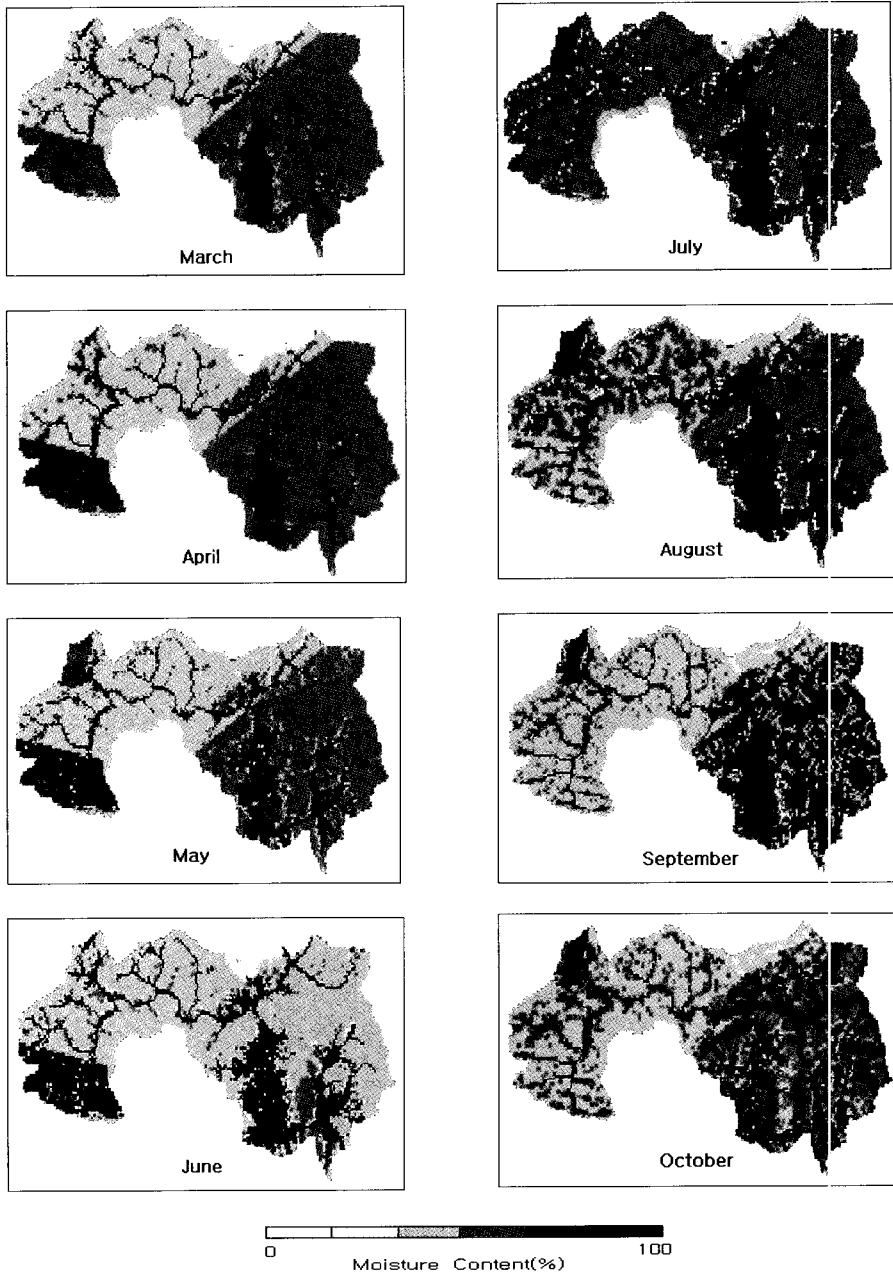 March
July
April
August
May
September
June
October
0 100
Moisture Content(%)